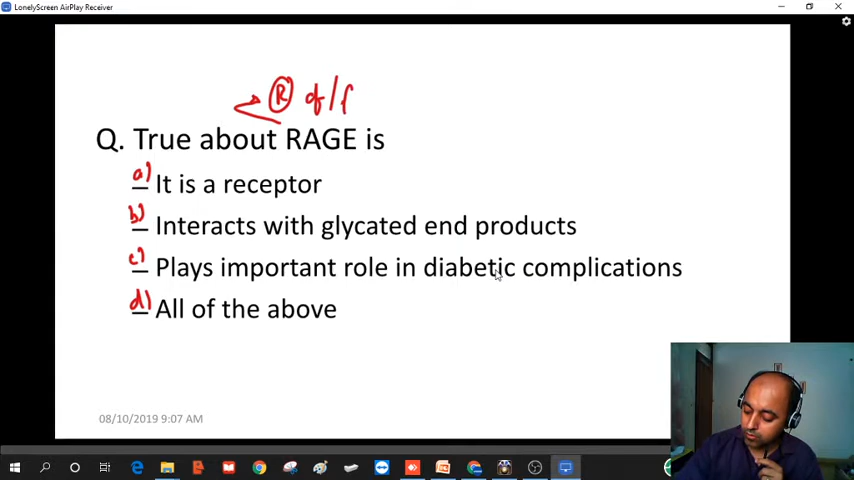 LonelyScreen AirPlay Receiver
R of/f
Q. True about RAGE is
a) It is a receptor
b) Interacts with glycated end products
c) Plays important role in diabetic complications
d) All of the above
08/10/2019 9:07 AM